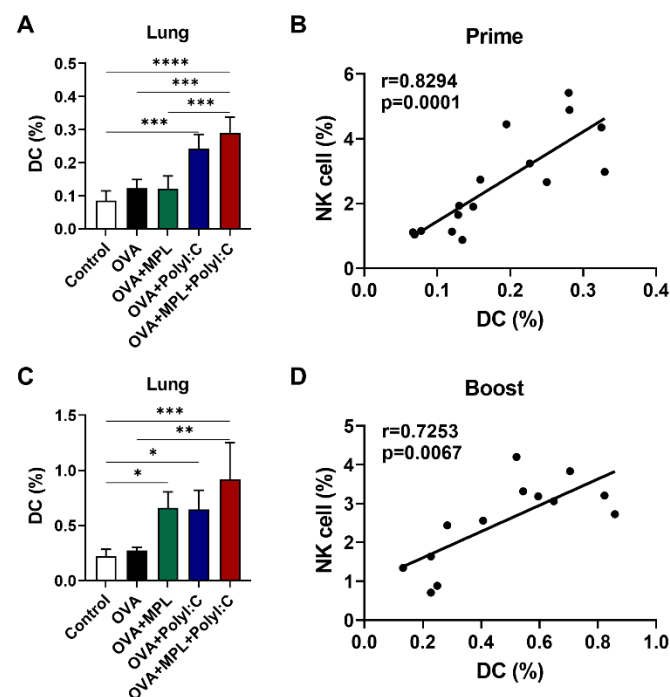 A
Lung
DC (%)
0.5
0.4
0.3
0.2
0.1
0.0
****
***
***
***
Control
OVA
OVA+MPL
OVA+PolyI:C
OVA+MPL+PolyI:C
B
Prime
r=0.8294
p=0.0001
NK cell (%)
6
4
2
0
0.0 0.1 0.2 0.3 0.4
DC (%)
C
Lung
DC (%)
1.5
1.0
0.5
0.0
***
**
*
*
Control
OVA
OVA+MPL
OVA+PolyI:C
OVA+MPL+PolyI:C
D
Boost
r=0.7253
p=0.0067
NK cell (%)
5
4
3
2
1
0
0.0 0.2 0.4 0.6 0.8 1.0
DC (%)